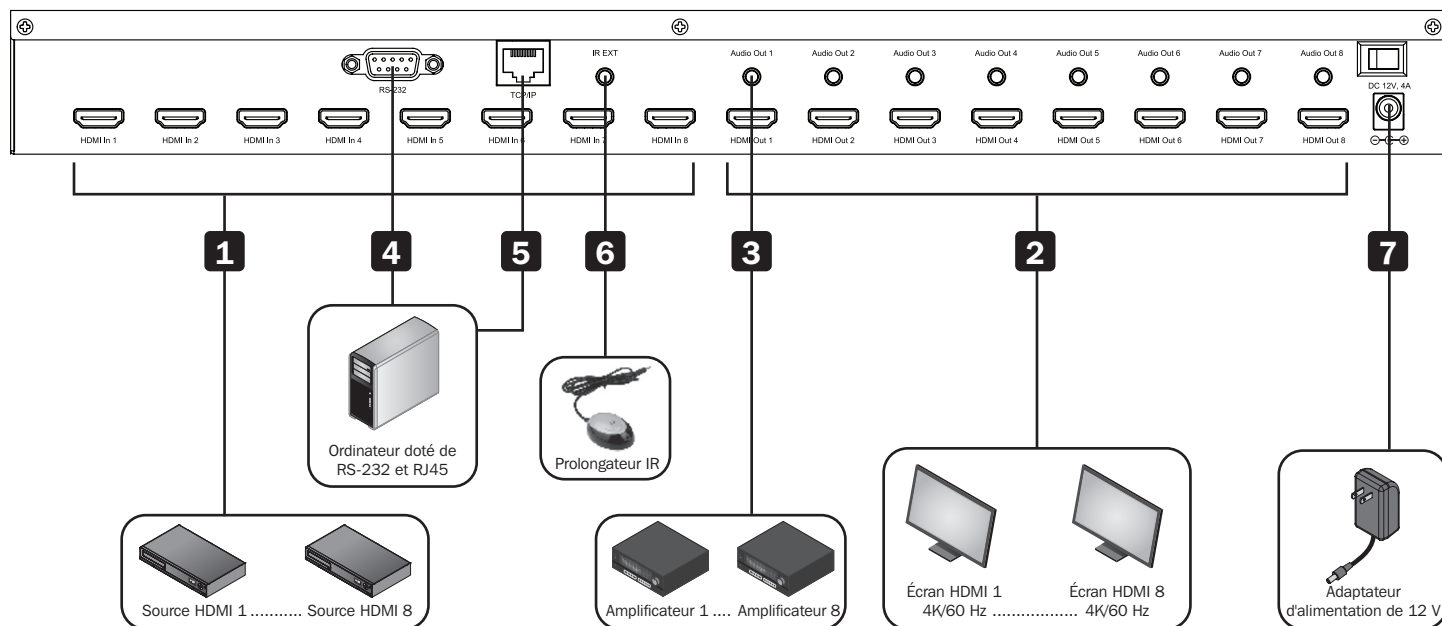 IR EXT
Audio Out 1
Audio Out 2
Audio Out 3
Audio Out 4
Audio Out 5
Audio Out 6
Audio Out 7
Audio Out 8
RS-232
TCP/IP
DC 12V, 4A
HDMI In 1
HDMI In 2
HDMI In 3
HDMI In 4
HDMI In 5
HDMI In 6
HDMI In 7
HDMI In 8
HDMI Out 1
HDMI Out 2
HDMI Out 3
HDMI Out 4
HDMI Out 5
HDMI Out 6
HDMI Out 7
HDMI Out 8
1
4
5
6
3
2
7
Ordinateur doté de
RS-232 et RJ45
Prolongateur IR
Source HDMI 1 ........... Source HDMI 8
Amplificateur 1 .... Amplificateur 8
Écran HDMI 1
Écran HDMI 8
4K/60 Hz ................... 4K/60 Hz
Adaptateur
d'alimentation de 12 V